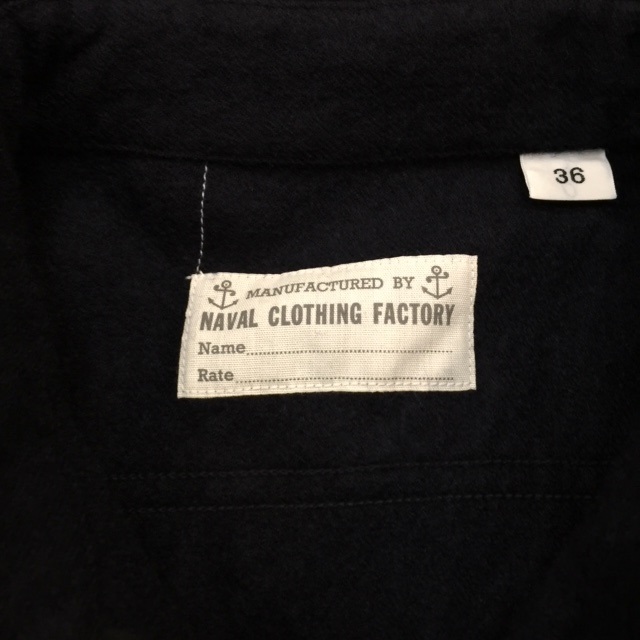 36
MANUFACTURED BY
NAVAL CLOTHING FACTORY
Name
Rate